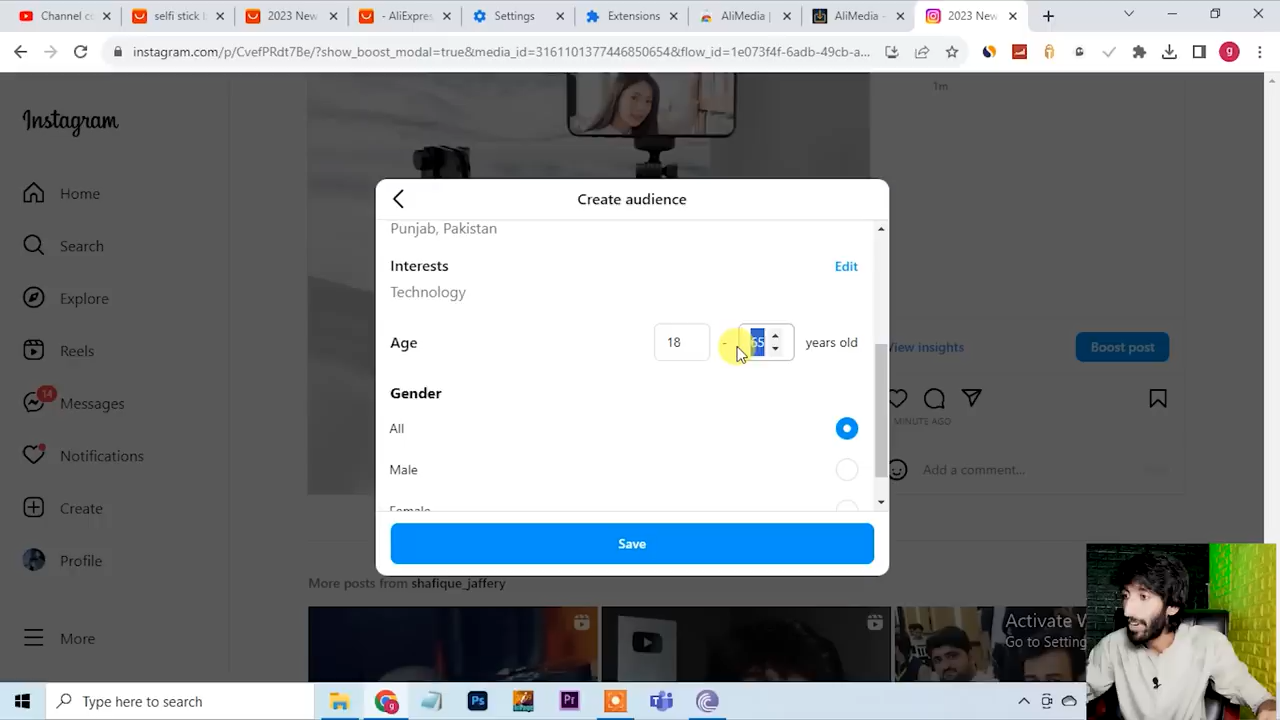 selfi stick
2023 New
- AliExpres
Settings
Extensions
AliMedia
AliMedia -
2023 New
instagram.com/p/CvefPRdt7Be/?show_boost_modal=true&media_id=3161101377446850654&flow_id=1e073f4f-6adb-49cb-a...
g
Instagram
1m
Home
Search
Explore
Reels
14
Messages
Notifications
Create
Profile
More
Create audience
Punjab, Pakistan
Interests
Edit
Technology
Age
18
-
65
years old
Gender
All
Male
Female
Save
View insights
Boost post
MINUTE AGO
Add a comment...
More posts from shafique_jaffery
Activate W
Go to Setting
Type here to search